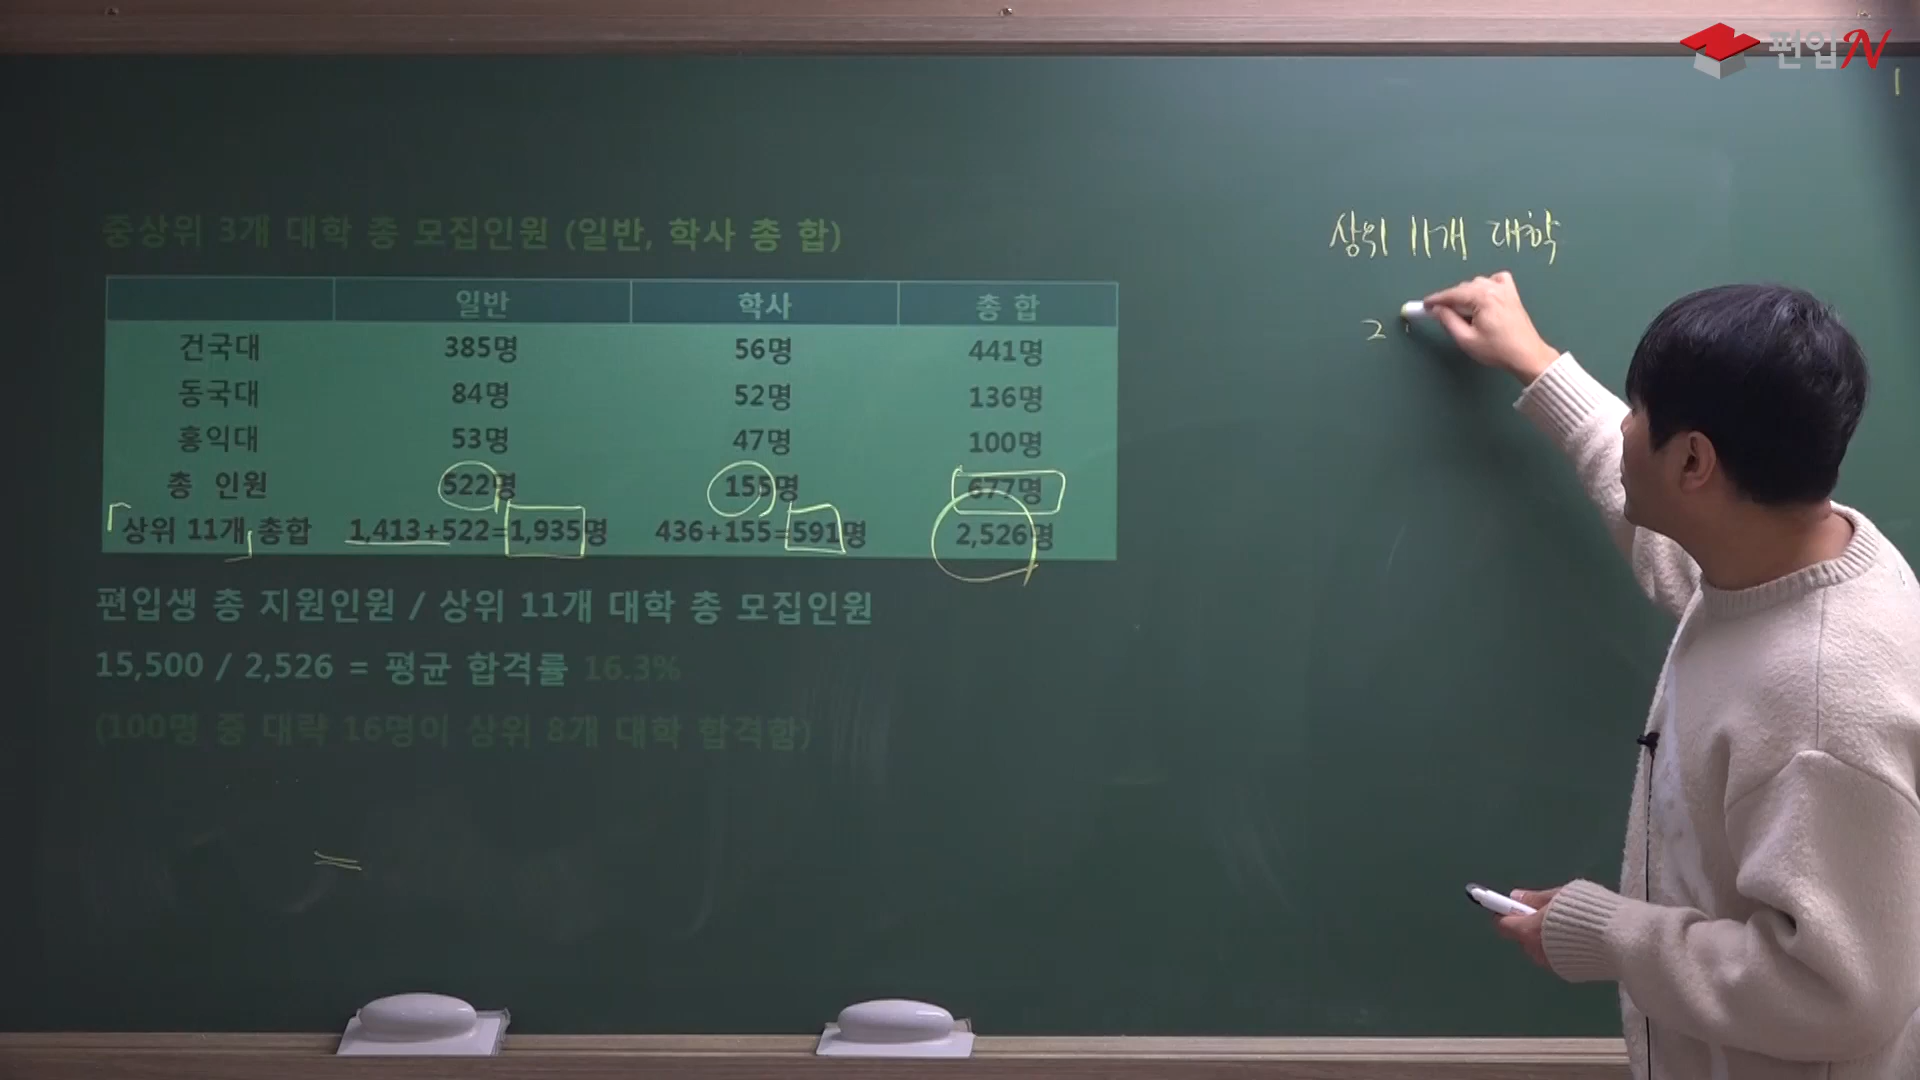 편입N
중상위 3개 대학 총 모집인원 (일반, 학사 총 합)
일반 학사 총 합
건국대 385명 56명 441명
동국대 84명 52명 136명
홍익대 53명 47명 100명
총 인원 522명 155명 677명
상위 11개 총합 1,413+522=1,935명 436+155=591명 2,526명
편입생 총 지원인원 / 상위 11개 대학 총 모집인원
15,500 / 2,526 = 평균 합격률 16.3%
(100명 중 대략 16명이 상위 8개 대학 합격함)
상위 11개 대학
2